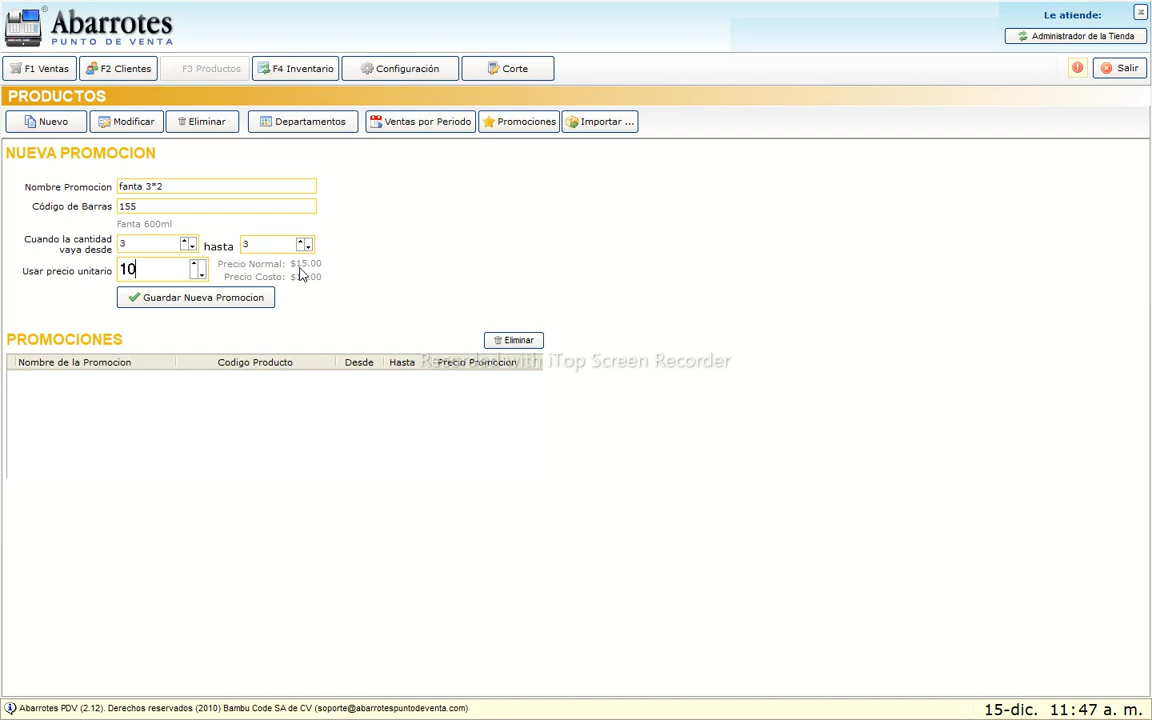 Abarrotes
PUNTO DE VENTA
Le atiende:
Administrador de la Tienda
F1 Ventas
F2 Clientes
F3 Productos
F4 Inventario
Configuración
Corte
Salir
PRODUCTOS
Nuevo
Modificar
Eliminar
Departamentos
Ventas por Periodo
Promociones
Importar ...
NUEVA PROMOCION
Nombre Promocion fanta 3*2
Código de Barras 155
Fanta 600ml
Cuando la cantidad vaya desde 3 hasta 3
Usar precio unitario 10
Precio Normal: $15.00
Precio Costo:
Guardar Nueva Promocion
PROMOCIONES
Eliminar
Nombre de la Promocion Codigo Producto Desde Hasta Precio Promocion
Recorded with iTop Screen Recorder
Abarrotes PDV (2.12). Derechos reservados (2010) Bambu Code SA de CV (soporte@abarrotespuntodeventa.com)
15-dic. 11:47 a. m.